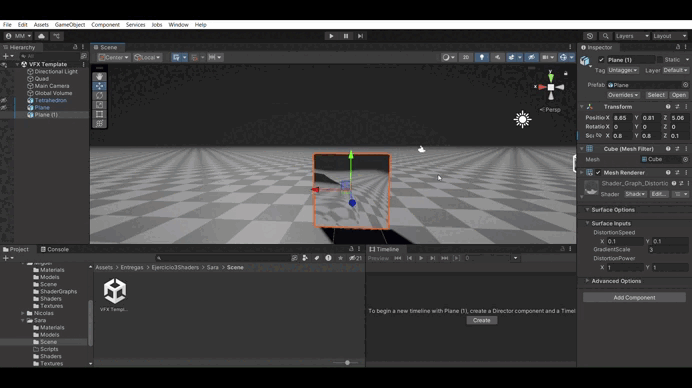 File Edit Assets GameObject Component Services Jobs Window Help
MM Layers Layout
Hierarchy
All
VFX Template
Directional Light
Quad
Main Camera
Global Volume
Tetrahedron
Plane
Plane (1)
Scene
Center Local
2D
y
x
Persp
Inspector
Plane (1) Static
Tag Untagged Layer Default
Prefab Plane
Overrides Select Open
Transform
Position X 8.65 Y 0.81 Z 5.06
X 0 Y 0 Z 0
X 0.8 Y 0.8 Z 0.1
Cube (Mesh Filter)
Mesh Cube
Mesh Renderer
Shader_Graph_Distortio
Shader Edit...
Surface Options
Surface Inputs
DistortionSpeed
X 0.1 Y 0.1
GradientScale 3
DistortionPower
X 1 Y 1
Advanced Options
Add Component
Project Console
21
Materials
Models
Scene
ShaderGraphs
Shaders
Textures
Nicolas
Sara
Materials
Models
Scene
Scripts
Shaders
Textures
Assets > Entregas > Ejercicio3Shaders > Sara > Scene
VFX Templ...
Timeline
Preview
To begin a new timeline with Plane (1), create a Director component and a Timel
Create